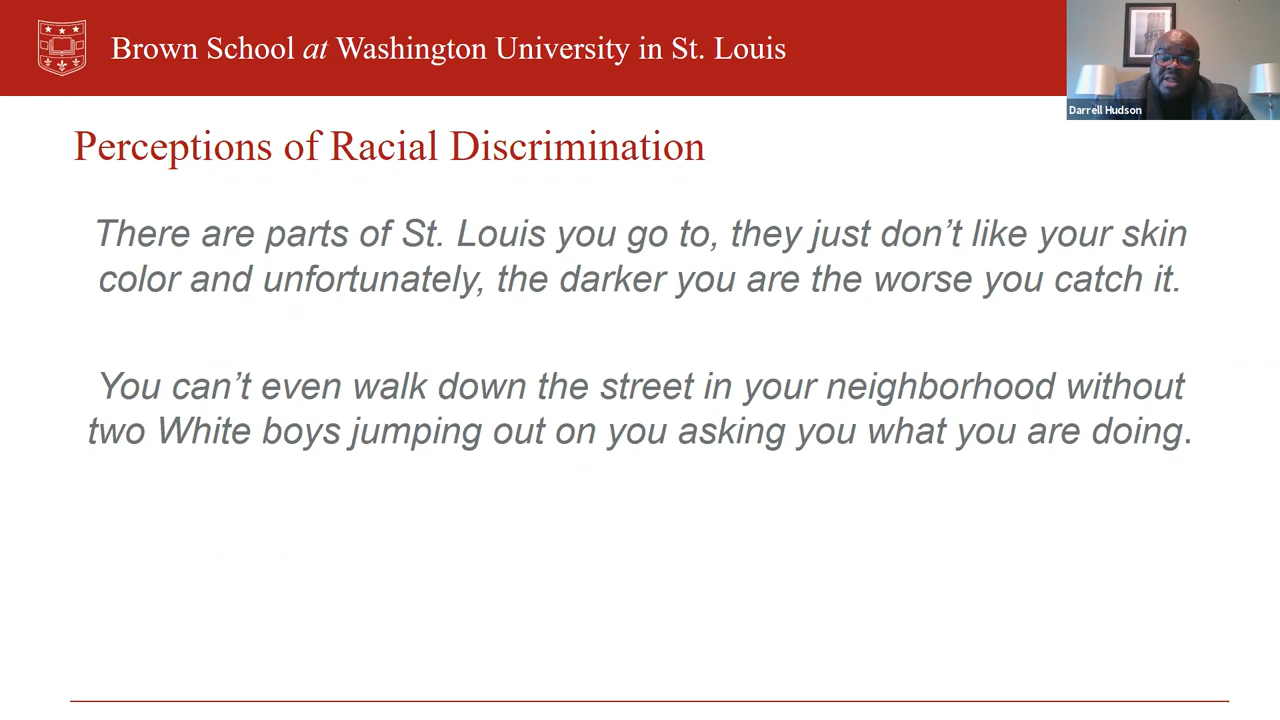 Brown School at Washington University in St. Louis
Darrell Hudson
Perceptions of Racial Discrimination
There are parts of St. Louis you go to, they just don’t like your skin
color and unfortunately, the darker you are the worse you catch it.
You can’t even walk down the street in your neighborhood without
two White boys jumping out on you asking you what you are doing.